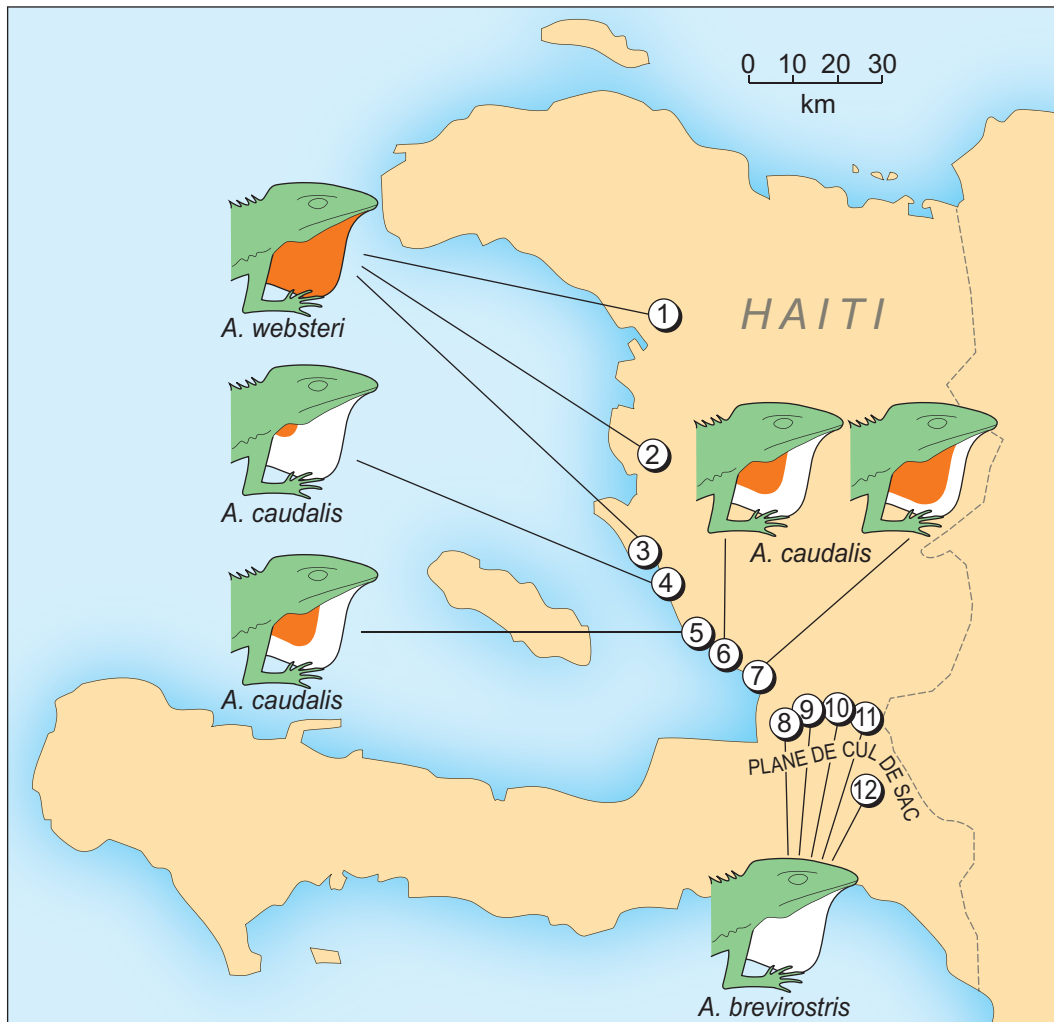 0 10 20 30
km
HAITI
A. websteri
1
A. caudalis
2
3
A. caudalis
4
A. caudalis
5
6
7
8 9 10 11
PLANE DE CUL DE SAC
12
A. brevirostris